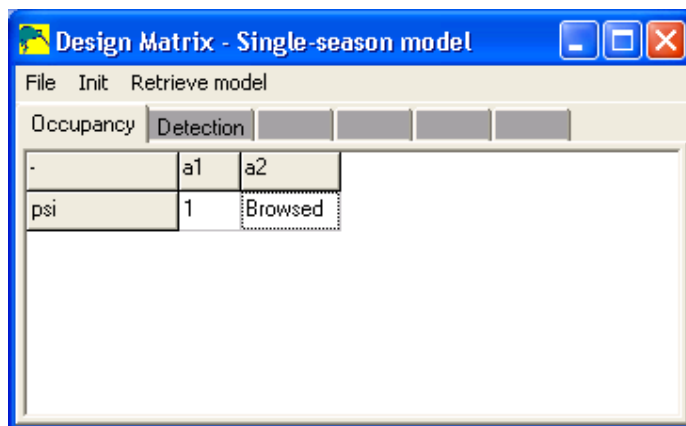 Design Matrix - Single-season model
File Init Retrieve model
Occupancy Detection
- a1 a2
psi 1 Browsed